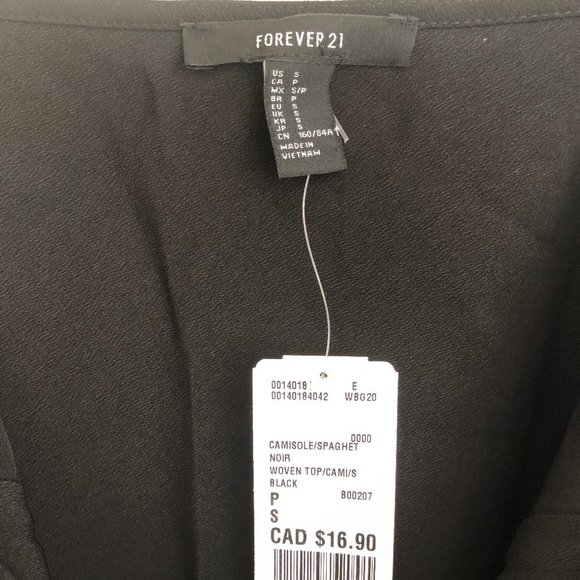 FOREVER 21
US S
CA P
MX S/P
BR P
EU S
UK S
KR S
JP S
CN 160/84A
MADE IN
VIETNAM
0014018 E
00140184042 WBG20
0000
CAMISOLE/SPAGHET
NOIR
WOVEN TOP/CAMI/S
BLACK B00207
P
S
CAD $16.90